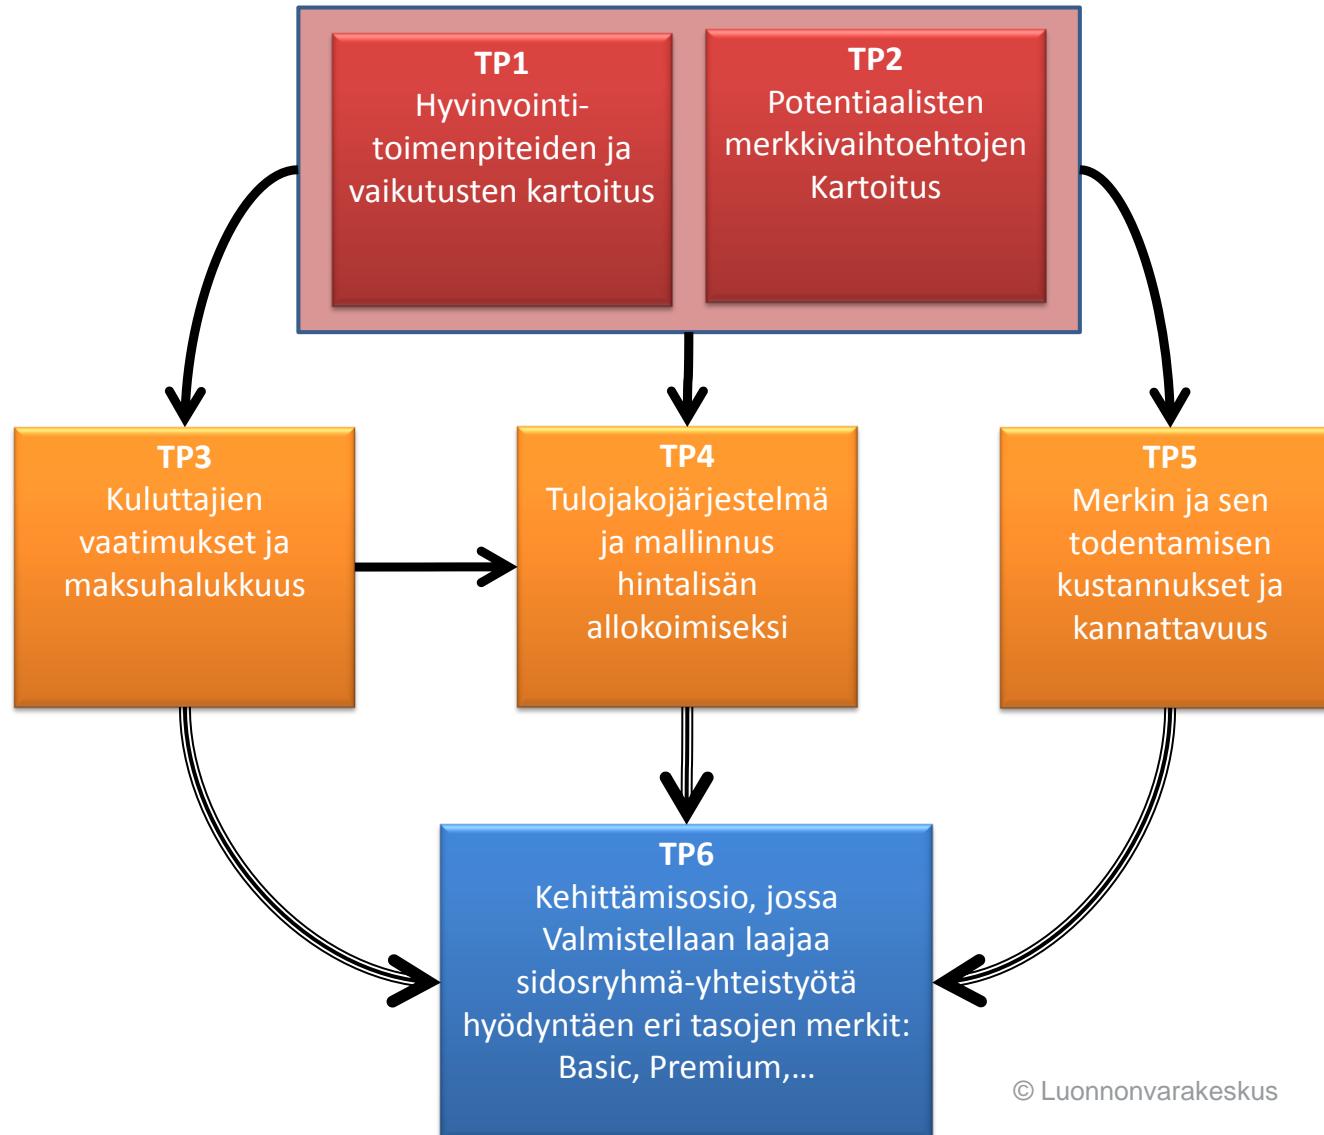 TP1
Hyvinvointi-
toimenpiteiden ja
vaikutusten kartoitus
TP2
Potentiaalisten
merkkivaihtoehtojen
Kartoitus
TP3
Kuluttajien
vaatimukset ja
maksuhalukkuus
TP4
Tulojakojärjestelmä
ja mallinnus
hintalisän
allokoimiseksi
TP5
Merkin ja sen
todentamisen
kustannukset ja
kannattavuus
TP6
Kehittämisosio, jossa
Valmistellaan laajaa
sidosryhmä-yhteistyötä
hyödyntäen eri tasojen merkit:
Basic, Premium,...
© Luonnonvarakeskus